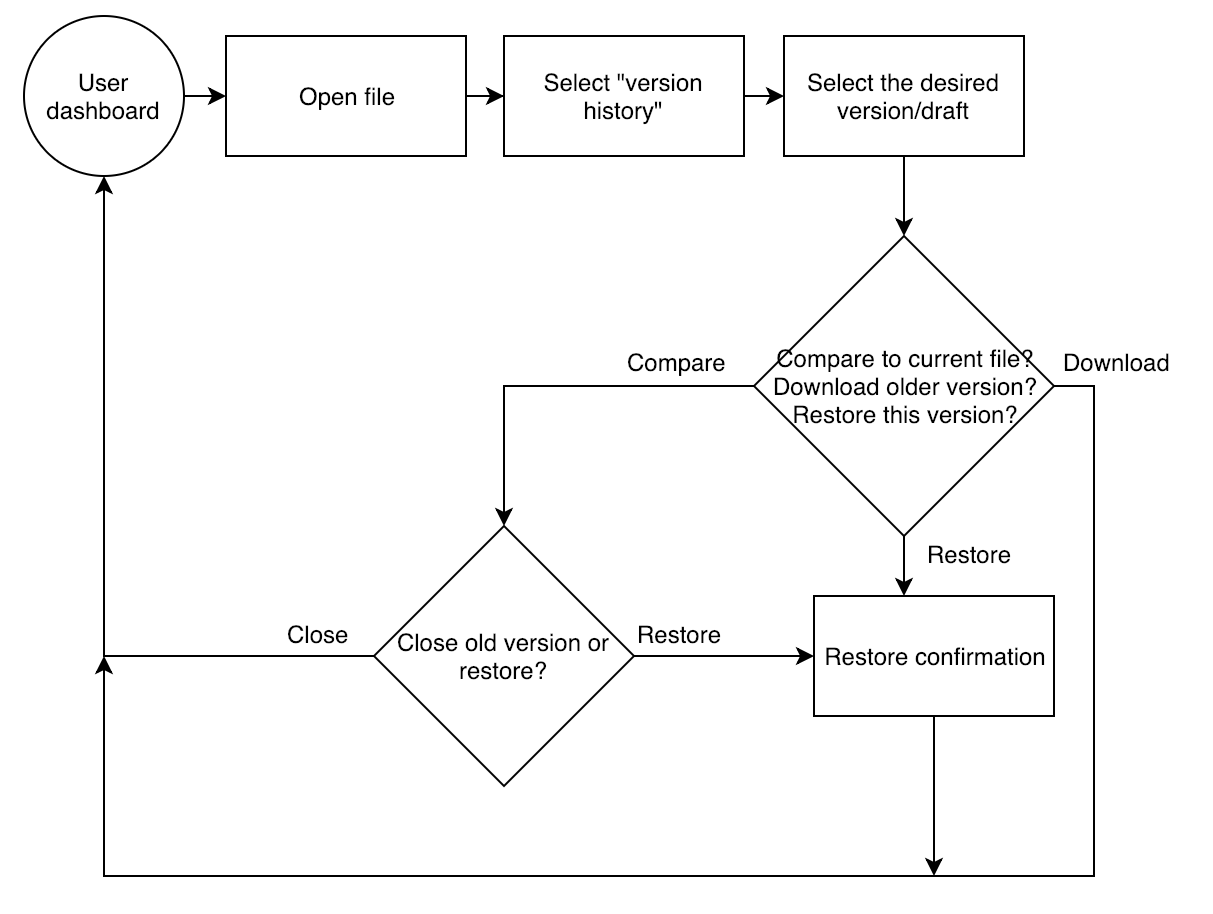 User
dashboard
Open file
Select "version
history"
Select the desired
version/draft
Compare
Compare to current file?
Download older version?
Restore this version?
Download
Restore
Close
Close old version or
restore?
Restore
Restore confirmation